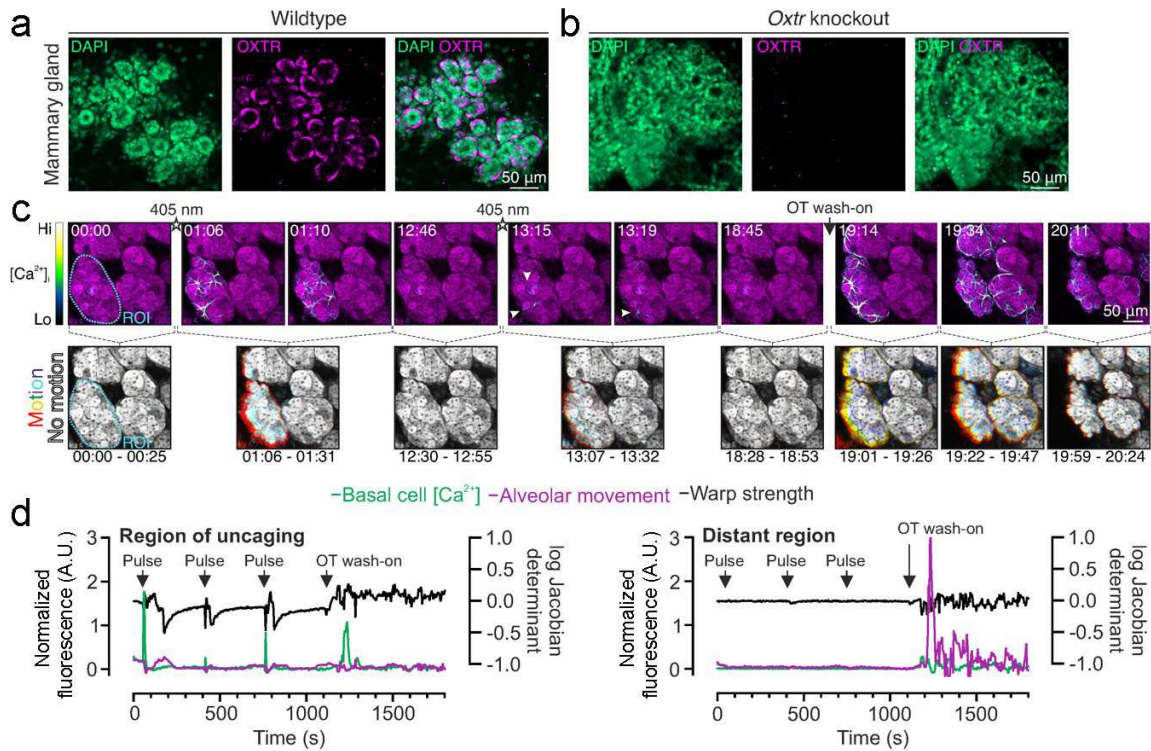 a
Wildtype
b
Oxtr knockout
Mammary gland
DAPI
OXTR
DAPI OXTR
50 µm
DAPI
OXTR
DAPI OXTR
50 µm
c
405 nm
405 nm
OT wash-on
Hi
[Ca²⁺]ᵢ
Lo
00:00
ROI
01:06
01:10
12:46
13:15
13:19
18:45
19:14
19:34
20:11
50 µm
Motion
No motion
ROI
00:00 - 00:25
01:06 - 01:31
12:30 - 12:55
13:07 - 13:32
18:28 - 18:53
19:01 - 19:26
19:22 - 19:47
19:59 - 20:24
–Basal cell [Ca²⁺] –Alveolar movement –Warp strength
d
Region of uncaging
Pulse Pulse Pulse OT wash-on
Normalized
fluorescence (A.U.)
3
2
1
0
1.0
0.5
0.0
-0.5
-1.0
log Jacobian
determinant
0 500 1000 1500
Time (s)
Distant region
Pulse Pulse Pulse OT wash-on
Normalized
fluorescence (A.U.)
3
2
1
0
1.0
0.5
0.0
-0.5
-1.0
log Jacobian
determinant
0 500 1000 1500
Time (s)